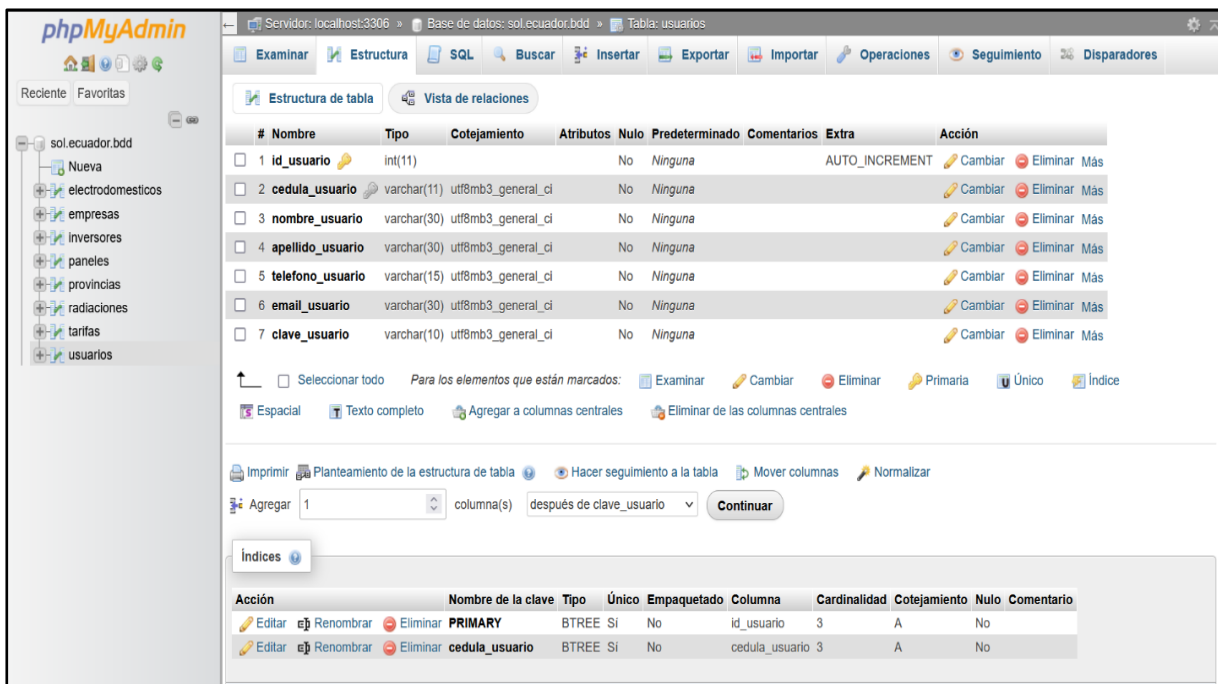 phpMyAdmin
Reciente Favoritas
sol.ecuador.bdd
Nueva
electrodomesticos
empresas
inversores
paneles
provincias
radiaciones
tarifas
usuarios
Servidor: localhost:3306 » Base de datos: sol.ecuador.bdd » Tabla: usuarios
Examinar Estructura SQL Buscar Insertar Exportar Importar Operaciones Seguimiento Disparadores
Estructura de tabla Vista de relaciones
# Nombre Tipo Cotejamiento Atributos Nulo Predeterminado Comentarios Extra Acción
1 id_usuario int(11) No Ninguna AUTO_INCREMENT Cambiar Eliminar Más
2 cedula_usuario varchar(11) utf8mb3_general_ci No Ninguna Cambiar Eliminar Más
3 nombre_usuario varchar(30) utf8mb3_general_ci No Ninguna Cambiar Eliminar Más
4 apellido_usuario varchar(30) utf8mb3_general_ci No Ninguna Cambiar Eliminar Más
5 telefono_usuario varchar(15) utf8mb3_general_ci No Ninguna Cambiar Eliminar Más
6 email_usuario varchar(30) utf8mb3_general_ci No Ninguna Cambiar Eliminar Más
7 clave_usuario varchar(10) utf8mb3_general_ci No Ninguna Cambiar Eliminar Más
Seleccionar todo Para los elementos que están marcados: Examinar Cambiar Eliminar Primaria Único Índice
Espacial Texto completo Agregar a columnas centrales Eliminar de las columnas centrales
Imprimir Planteamiento de la estructura de tabla Hacer seguimiento a la tabla Mover columnas Normalizar
Agregar 1 columna(s) después de clave_usuario Continuar
Índices
Acción Nombre de la clave Tipo Único Empaquetado Columna Cardinalidad Cotejamiento Nulo Comentario
Editar Renombrar Eliminar PRIMARY BTREE Sí No id_usuario 3 A No
Editar Renombrar Eliminar cedula_usuario BTREE Sí No cedula_usuario 3 A No